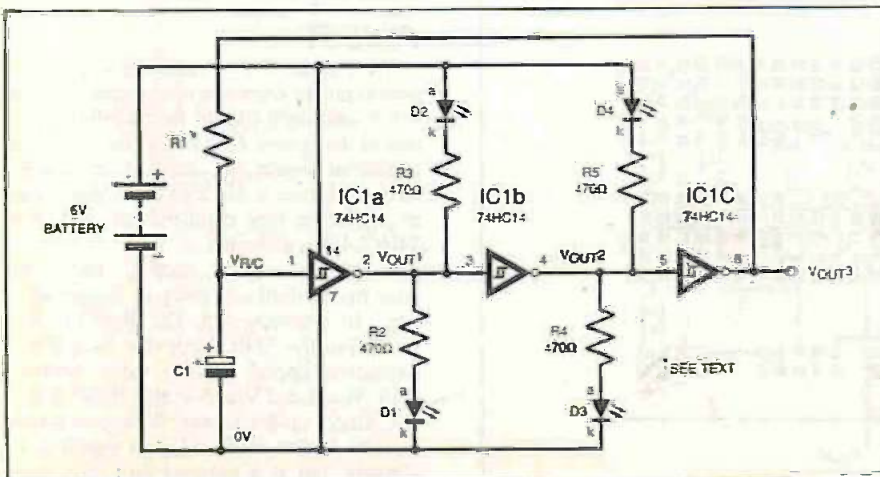 D2
a
k
D4
k
R1
R3
470Ω
R5
470Ω
IC1a
74HC14
IC1b
74HC14
IC1C
74HC14
6V
BATTERY
+
VR/C
1
14
2
VOUT1
3
4
VOUT2
5
6
VOUT3
7
R2
470Ω
R4
470Ω
+
C1
*SEE TEXT
D1
a
k
D3
a
k
0V